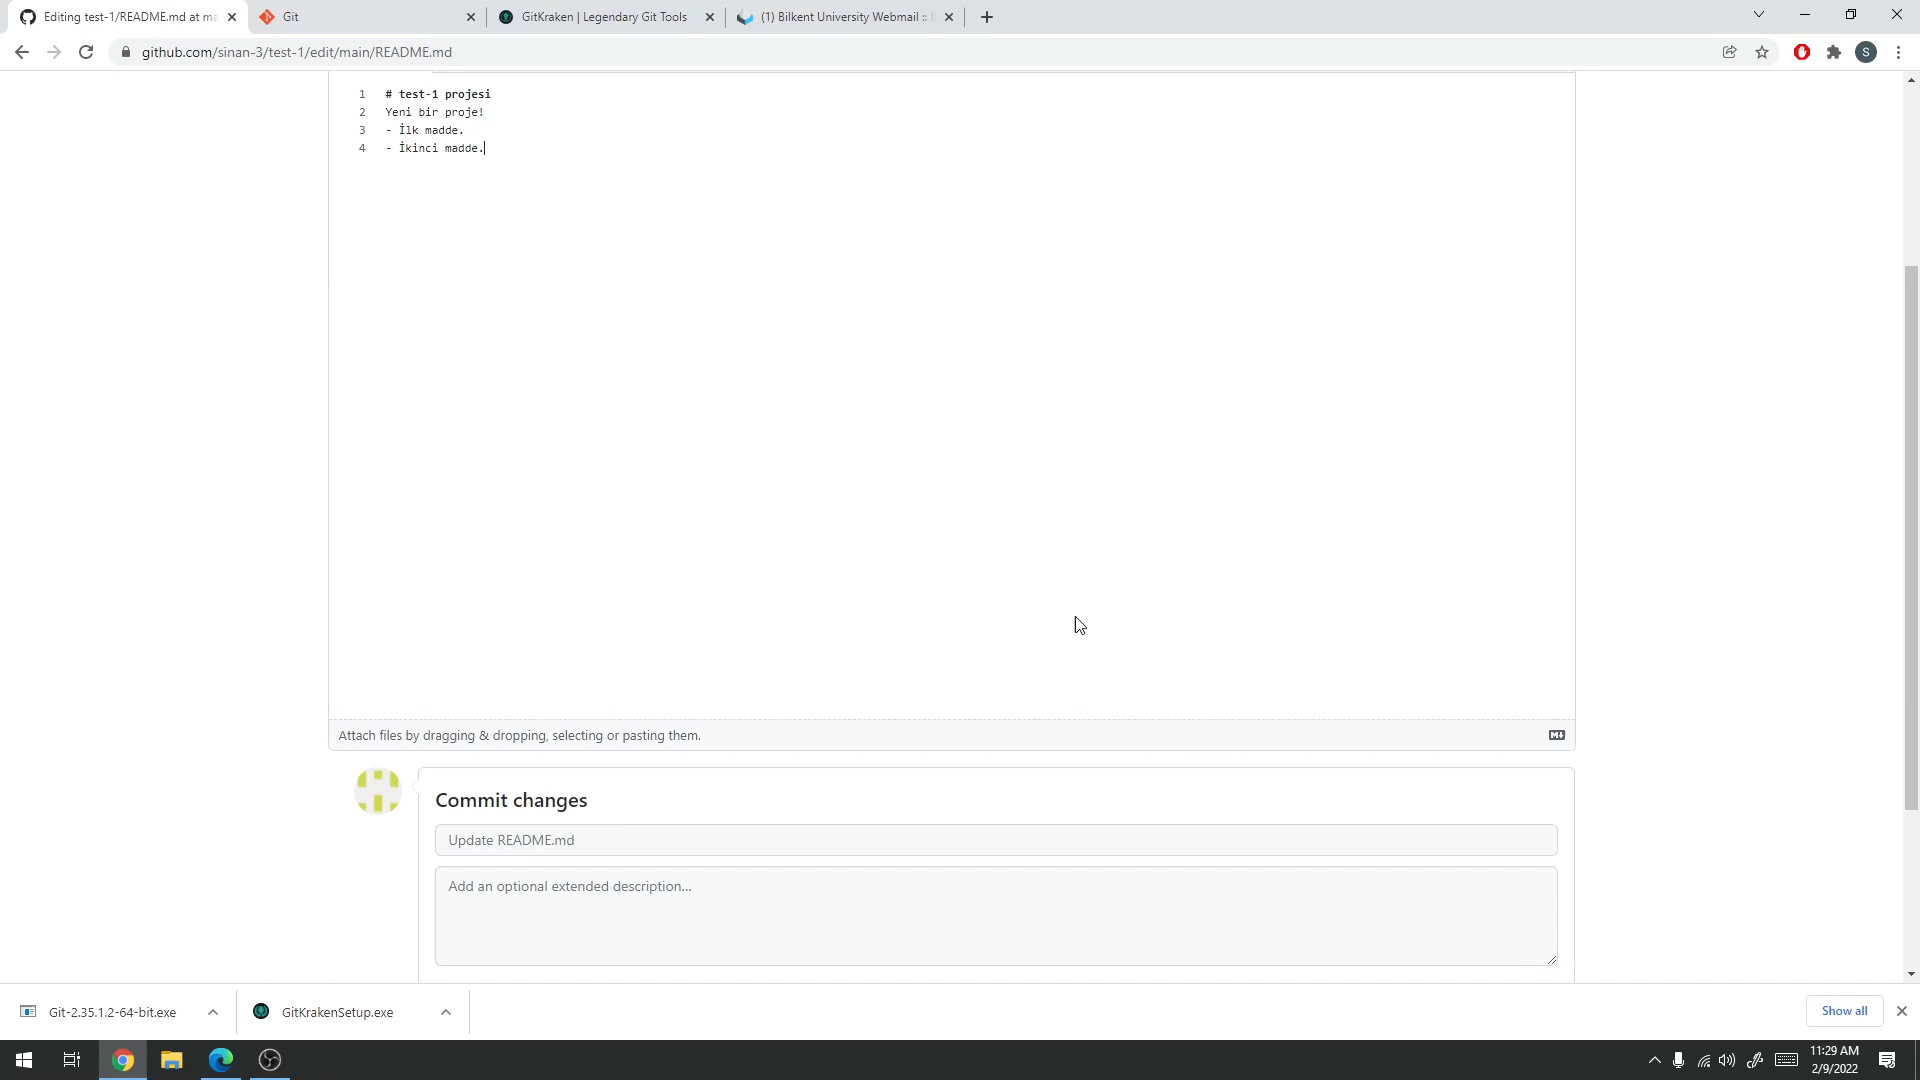 Editing test-1/README.md at ma
Git
GitKraken | Legendary Git Tools
(1) Bilkent University Webmail ::
github.com/sinan-3/test-1/edit/main/README.md
S
1 # test-1 projesi
2 Yeni bir proje!
3 - İlk madde.
4 - İkinci madde.
Attach files by dragging & dropping, selecting or pasting them.
Commit changes
Update README.md
Add an optional extended description...
Git-2.35.1.2-64-bit.exe
GitKrakenSetup.exe
Show all
11:29 AM
2/9/2022